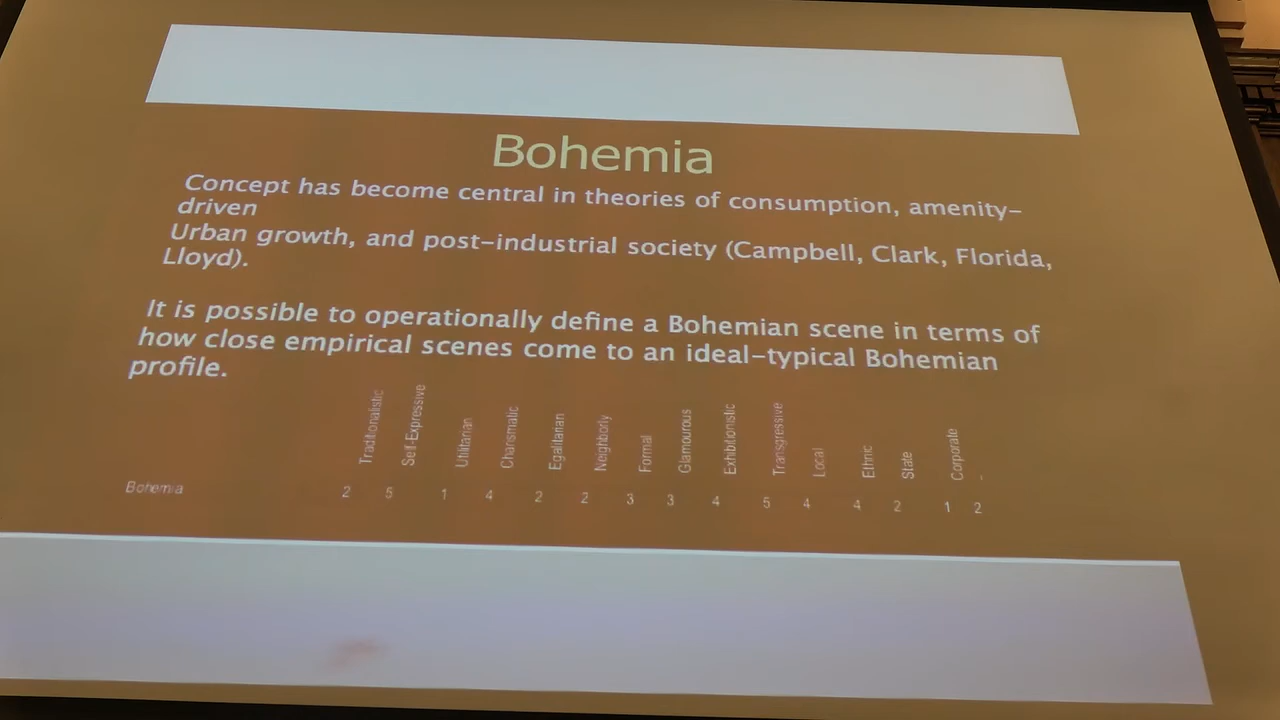 Bohemia
Concept has become central in theories of consumption, amenity-
driven
Urban growth, and post-industrial society (Campbell, Clark, Florida,
Lloyd).
It is possible to operationally define a Bohemian scene in terms of
how close empirical scenes come to an ideal-typical Bohemian
profile.
Traditionalistic Self-Expressive Utilitarian Charismatic Egalitarian Neighborly Formal Glamourous Exhibitionistic Transgressive Local Ethnic State Corporate
Bohemia 2 5 1 4 2 2 3 3 4 5 4 4 2 1 2